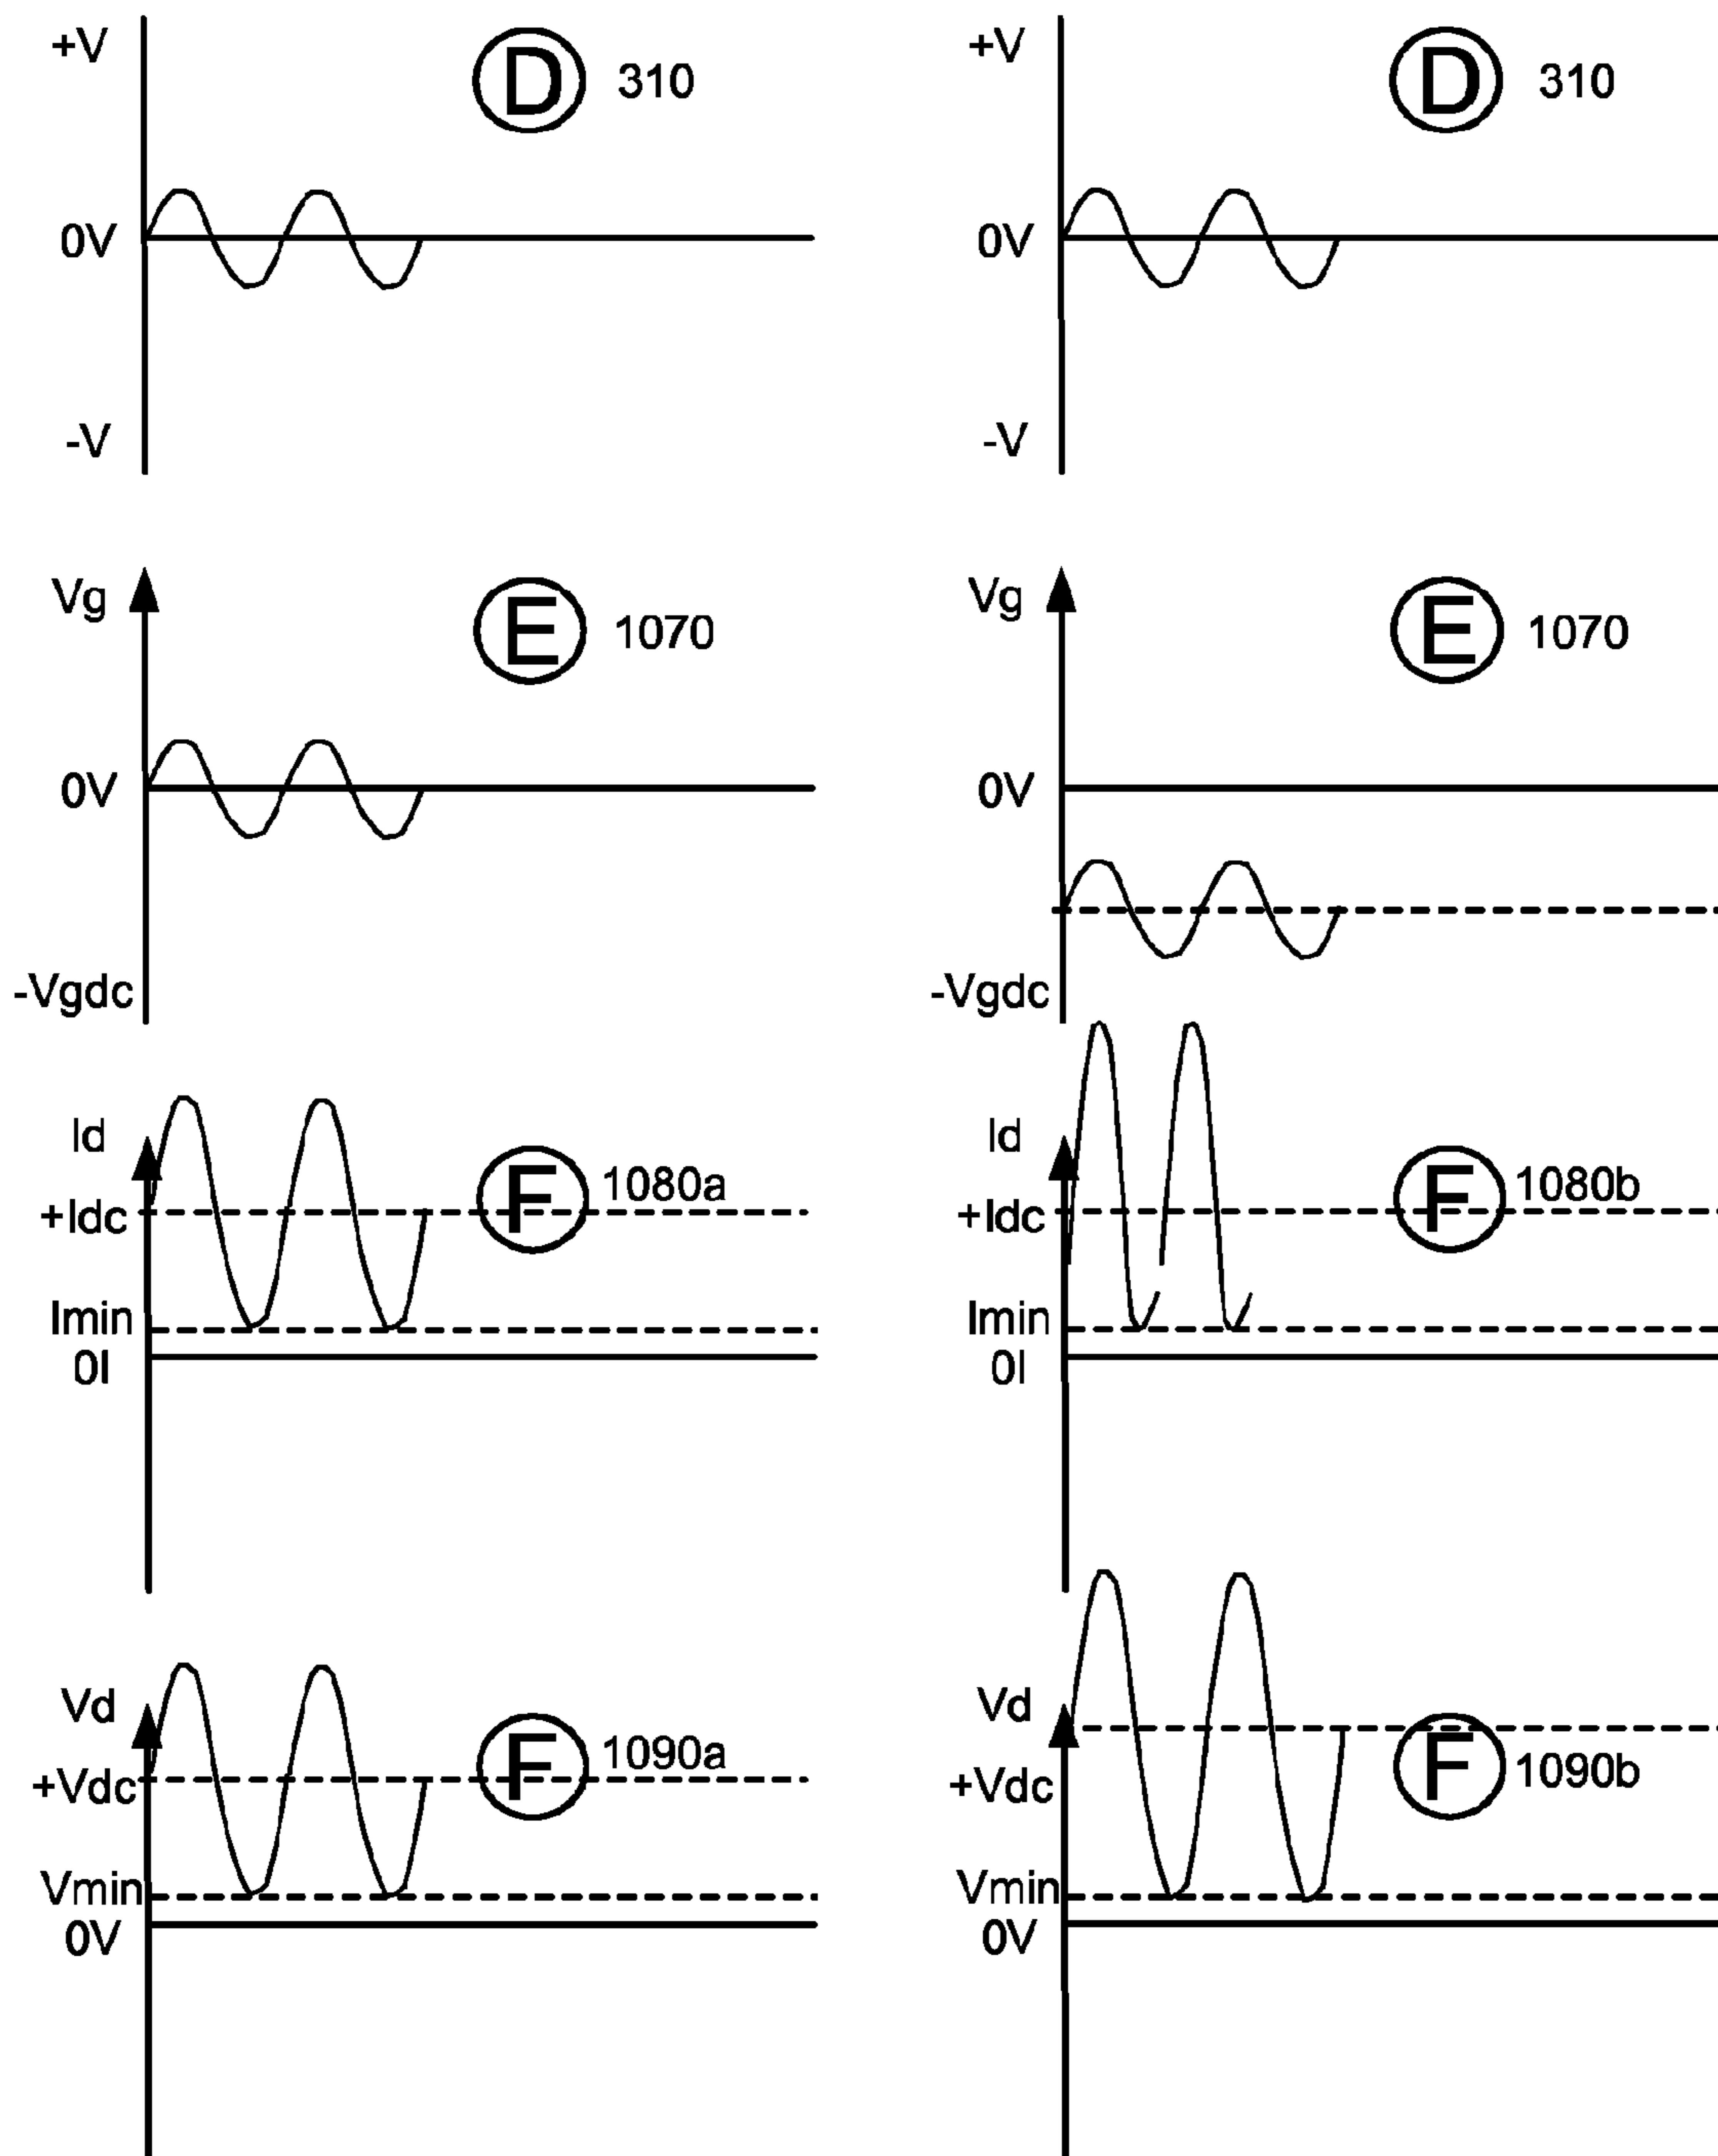 +V
D 310
0V
-V
Vg
E 1070
0V
-Vgdc
Id
F 1080a
+Idc
Imin
0I
Vd
F 1090a
+Vdc
Vmin
0V
+V
D 310
0V
-V
Vg
E 1070
0V
-Vgdc
Id
F 1080b
+Idc
Imin
0I
Vd
F 1090b
+Vdc
Vmin
0V